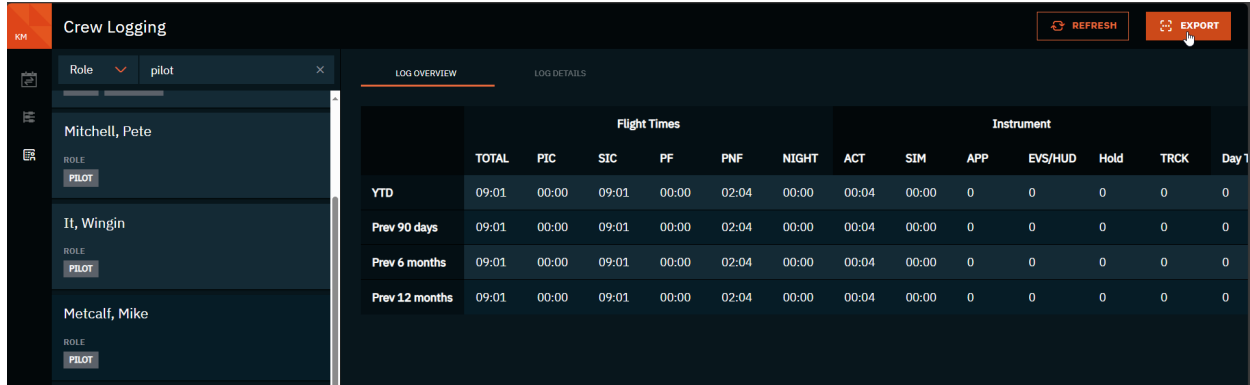 KM
Crew Logging
REFRESH
EXPORT
Role
pilot
Mitchell, Pete
ROLE
PILOT
It, Wingin
ROLE
PILOT
Metcalf, Mike
ROLE
PILOT
LOG OVERVIEW
LOG DETAILS
Flight Times
Instrument
TOTAL PIC SIC PF PNF NIGHT ACT SIM APP EVS/HUD Hold TRCK Day
YTD 09:01 00:00 09:01 00:00 02:04 00:00 00:04 00:00 0 0 0 0 0
Prev 90 days 09:01 00:00 09:01 00:00 02:04 00:00 00:04 00:00 0 0 0 0 0
Prev 6 months 09:01 00:00 09:01 00:00 02:04 00:00 00:04 00:00 0 0 0 0 0
Prev 12 months 09:01 00:00 09:01 00:00 02:04 00:00 00:04 00:00 0 0 0 0 0